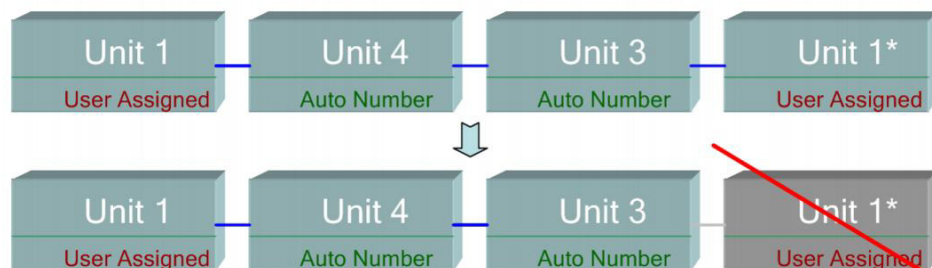 Unit 1 Unit 4 Unit 3 Unit 1*
User Assigned Auto Number Auto Number User Assigned
Unit 1 Unit 4 Unit 3 Unit 1*
User Assigned Auto Number Auto Number User Assigned